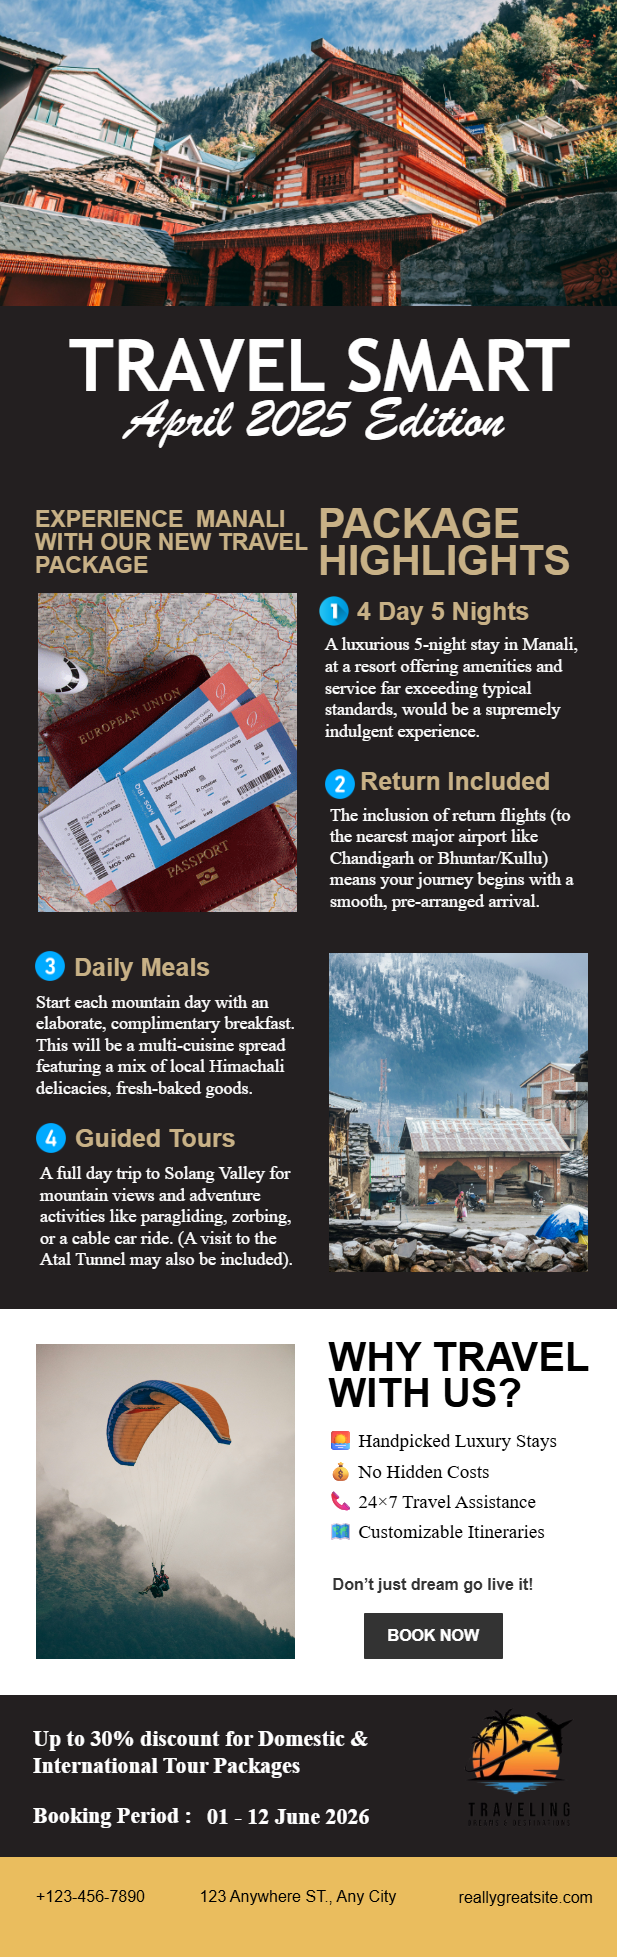 TRAVEL SMART
April 2025 Edition
EXPERIENCE MANALI
WITH OUR NEW TRAVEL
PACKAGE
EUROPEAN UNION
Janice Wagner
MOS - IRQ
PASSPORT
PACKAGE
HIGHLIGHTS
1 4 Day 5 Nights
A luxurious 5-night stay in Manali,
at a resort offering amenities and
service far exceeding typical
standards, would be a supremely
indulgent experience.
2 Return Included
The inclusion of return flights (to
the nearest major airport like
Chandigarh or Bhuntar/Kullu)
means your journey begins with a
smooth, pre-arranged arrival.
3 Daily Meals
Start each mountain day with an
elaborate, complimentary breakfast.
This will be a multi-cuisine spread
featuring a mix of local Himachali
delicacies, fresh-baked goods.
4 Guided Tours
A full day trip to Solang Valley for
mountain views and adventure
activities like paragliding, zorbing,
or a cable car ride. (A visit to the
Atal Tunnel may also be included).
WHY TRAVEL
WITH US?
Handpicked Luxury Stays
No Hidden Costs
24×7 Travel Assistance
Customizable Itineraries
Don’t just dream go live it!
BOOK NOW
Up to 30% discount for Domestic &
International Tour Packages
Booking Period : 01 - 12 June 2026
TRAVELING
DREAMS & DESTINATIONS
+123-456-7890
123 Anywhere ST., Any City
reallygreatsite.com